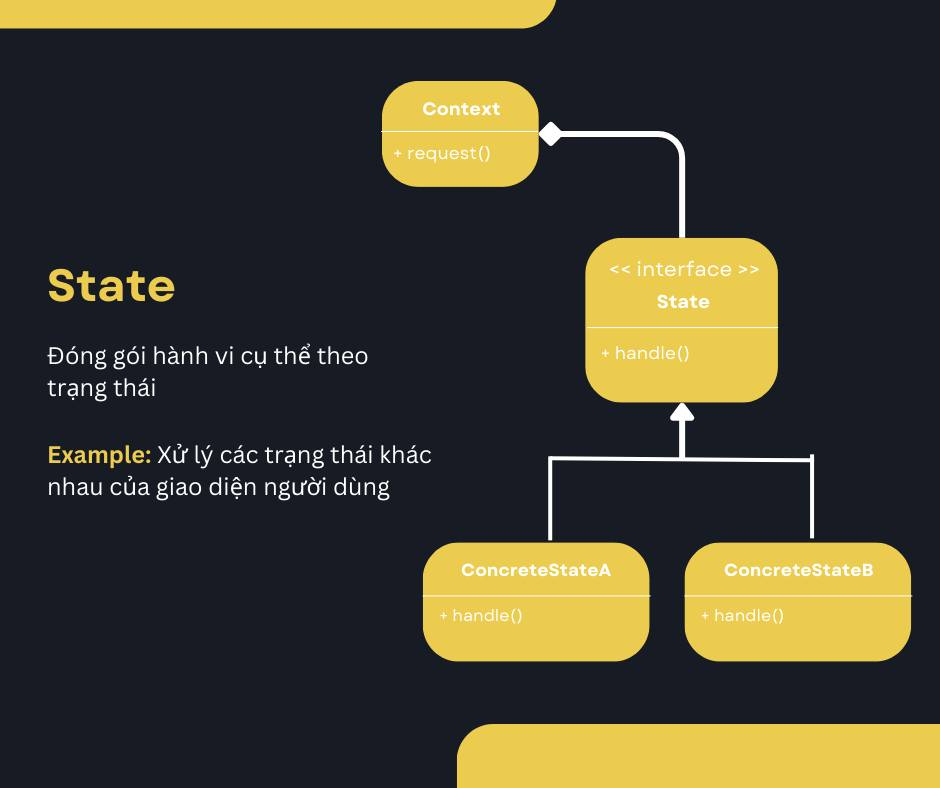 Context
+ request()
<< interface >>
State
+ handle()
State
Đóng gói hành vi cụ thể theo
trạng thái
Example: Xử lý các trạng thái khác
nhau của giao diện người dùng
ConcreteStateA
+ handle()
ConcreteStateB
+ handle()